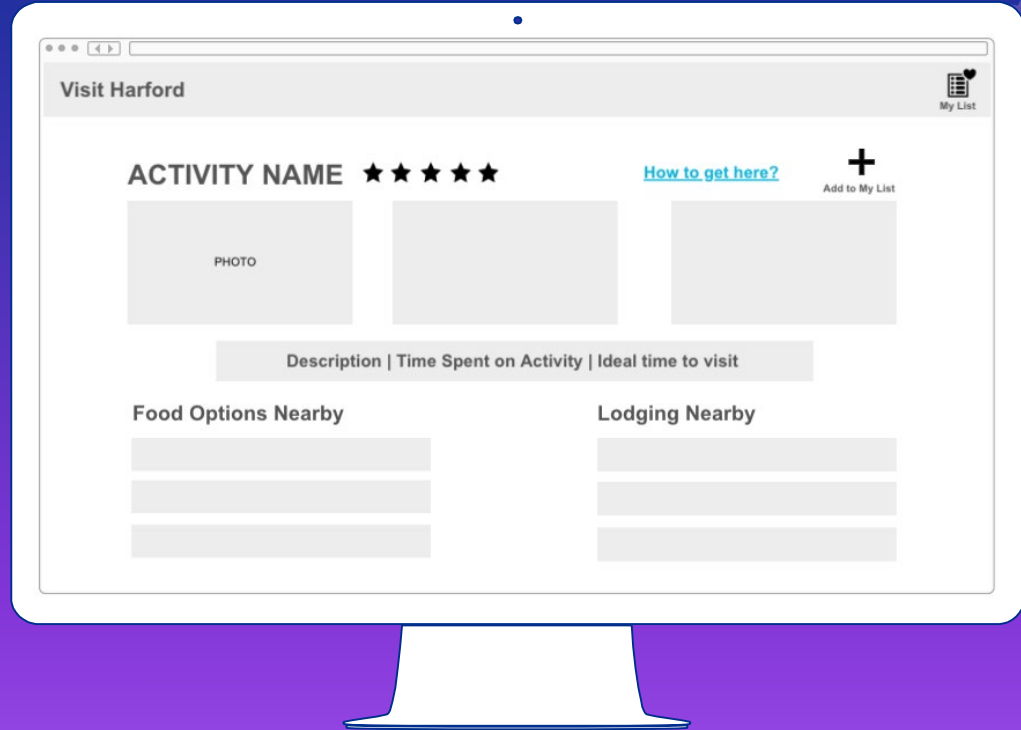 Visit Harford
My List
ACTIVITY NAME
How to get here?
Add to My List
PHOTO
Description | Time Spent on Activity | Ideal time to visit
Food Options Nearby
Lodging Nearby